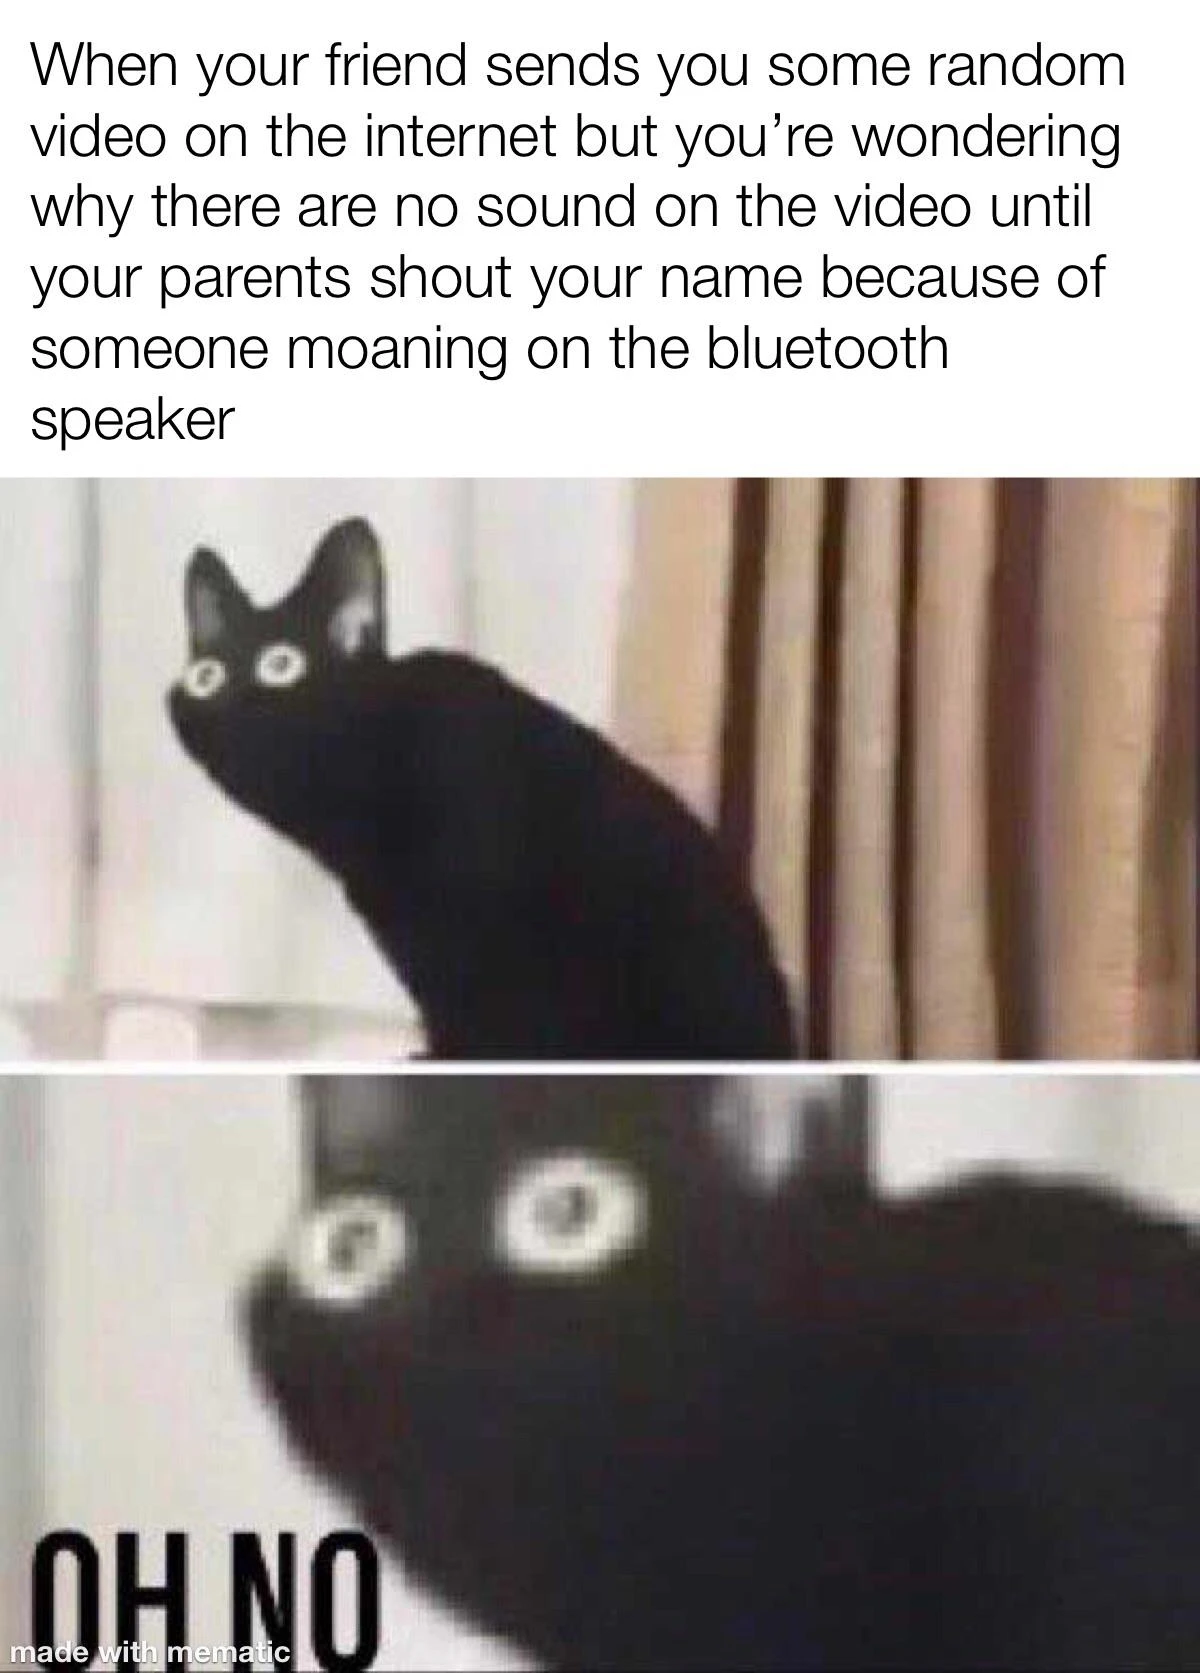 When your friend sends you some random
video on the internet but you’re wondering
why there are no sound on the video until
your parents shout your name because of
someone moaning on the bluetooth
speaker
OH NO
made with mematic